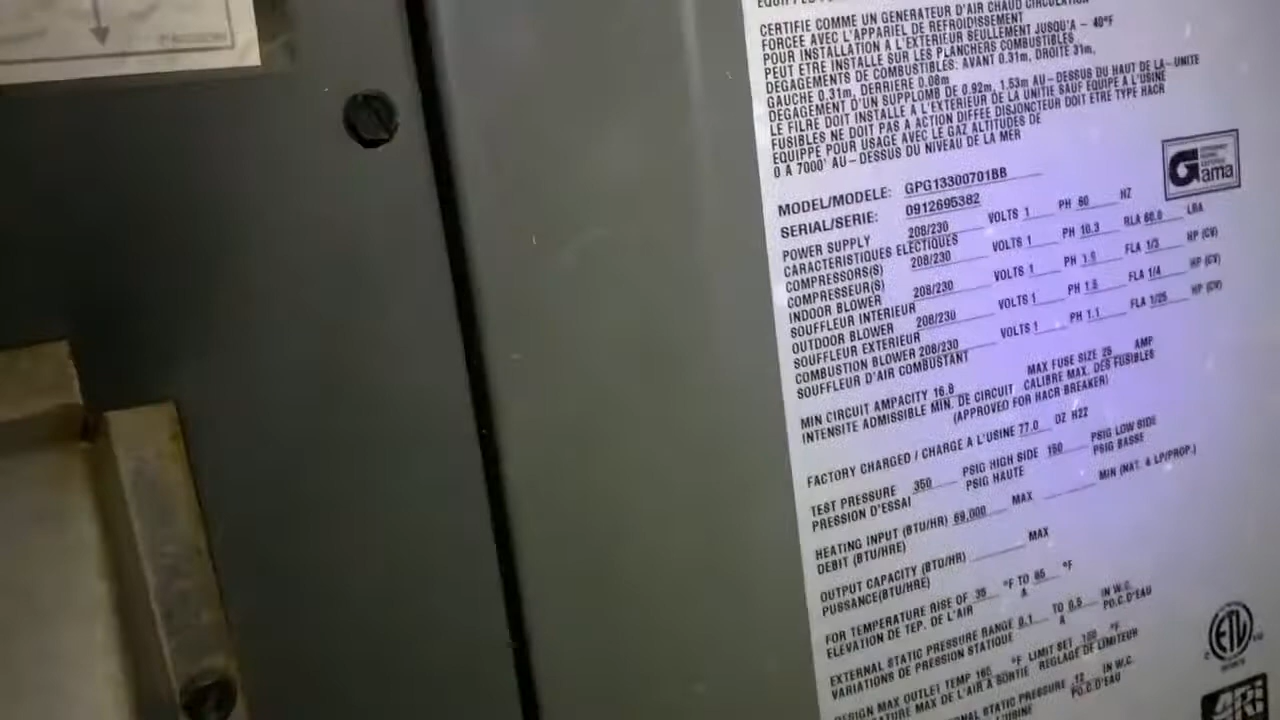 CERTIFIE COMME UN GENERATEUR D'AIR CHAUD CIRCULATION
FORCEE AVEC L'APPAREIL DE REFROIDISSEMENT
POUR INSTALLATION A L'EXTERIEUR SEULLEMENT JUSQU'A - 40°F
PEUT ETRE INSTALLE SUR LES PLANCHERS COMBUSTIBLES
DEGAGEMENTS DE COMBUSTIBLES: AVANT 0.31m, DROITE 31m,
GAUCHE 0.31m, DERRIERE 0.08m
DEGAGEMENT D'UN SUPPLOMB DE 0.92m, 1.53m AU-DESSUS DU HAUT DE LA-UNITE
LE FILRE DOIT INSTALLE A L'EXTERIEUR DE LA UNITIE SAUF EQUIPE A L'USINE
FUSIBLES NE DOIT PAS A ACTION DIFFEE DISJONCTEUR DOIT ETRE TYPE HACR
EQUIPPE POUR USAGE AVEC LE GAZ ALTITUDES DE
0 A 7000' AU-DESSUS DU NIVEAU DE LA MER
gama
MODEL/MODELE: GPG13300701BB
SERIAL/SERIE: 0912695382
POWER SUPPLY 208/230 VOLTS 1 PH 60 HZ
CARACTERISTIQUES ELECTIQUES
COMPRESSORS(S) 208/230 VOLTS 1 PH 10.3 RLA 60.0 LRA
COMPRESSEUR(S)
INDOOR BLOWER 208/230 VOLTS 1 PH FLA 1/3 HP (CV)
SOUFFLEUR INTERIEUR
OUTDOOR BLOWER 208/230 VOLTS 1 PH FLA 1/4 HP (CV)
SOUFFLEUR EXTERIEUR
COMBUSTION BLOWER 208/230 VOLTS 1 PH 1.1 FLA 1/25 HP (CV)
SOUFFLEUR D'AIR COMBUSTANT
MIN CIRCUIT AMPACITY 16.8 MAX FUSE SIZE 25 AMP
INTENSITE ADMISSIBLE MIN. DE CIRCUIT CALIBRE MAX. DES FUSIBLES
(APPROVED FOR HACR BREAKER)
FACTORY CHARGED / CHARGE A L'USINE 77.0 OZ R22
TEST PRESSURE 350 PSIG HIGH SIDE 150 PSIG LOW SIDE
PRESSION D'ESSAI PSIG HAUTE PSIG BASSE
HEATING INPUT (BTU/HR) 69,000 MAX MIN (NAT. & LP/PROP.)
DEBIT (BTU/HRE)
OUTPUT CAPACITY (BTU/HR) MAX
PUSSANCE(BTU/HRE)
FOR TEMPERATURE RISE OF 35 °F TO 65 °F
ELEVATION DE TEP. DE L'AIR A
EXTERNAL STATIC PRESSURE RANGE 0.1 TO 0.5 IN W.C.
VARIATIONS DE PRESSION STATIQUE A PO.C.D'EAU
DESIGN MAX OUTLET TEMP 165 °F LIMIT SET °F
MAX DE L'AIR A SORTIE REGLAGE DE LIMITEUR
STATIC PRESSURE .12 IN W.C.
PO.C.D'EAU
ETL
ARI